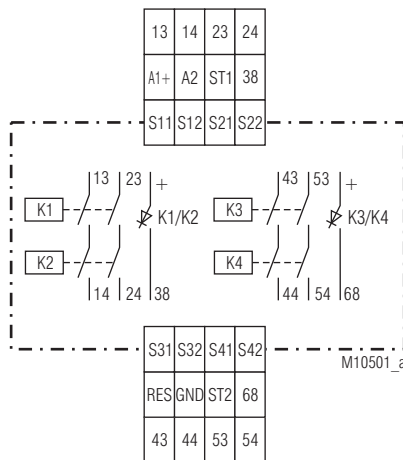 13 14 23 24
A1+ A2 ST1 38
S11 S12 S21 S22
13 23 + 43 53 +
K1 K1/K2 K3 K3/K4
K2 K4
14 24 38 44 54 68
S31 S32 S41 S42
M10501_a
RES GND ST2 68
43 44 53 54